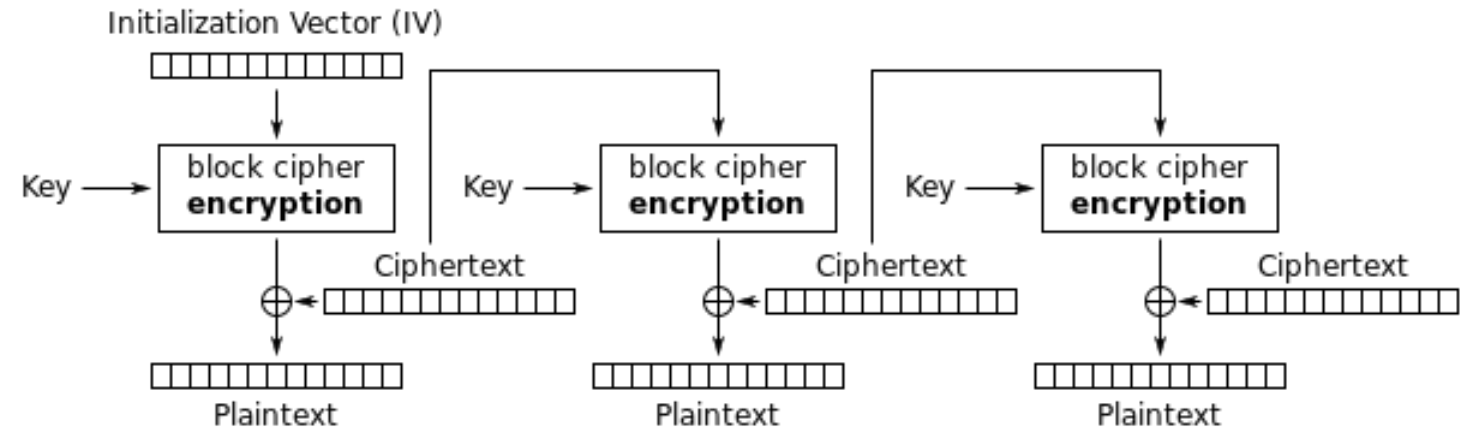 Initialization Vector (IV)
Key
block cipher
encryption
Ciphertext
Plaintext
Key
block cipher
encryption
Ciphertext
Plaintext
Key
block cipher
encryption
Ciphertext
Plaintext